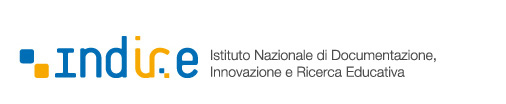 indire
Istituto Nazionale di Documentazione,
Innovazione e Ricerca Educativa